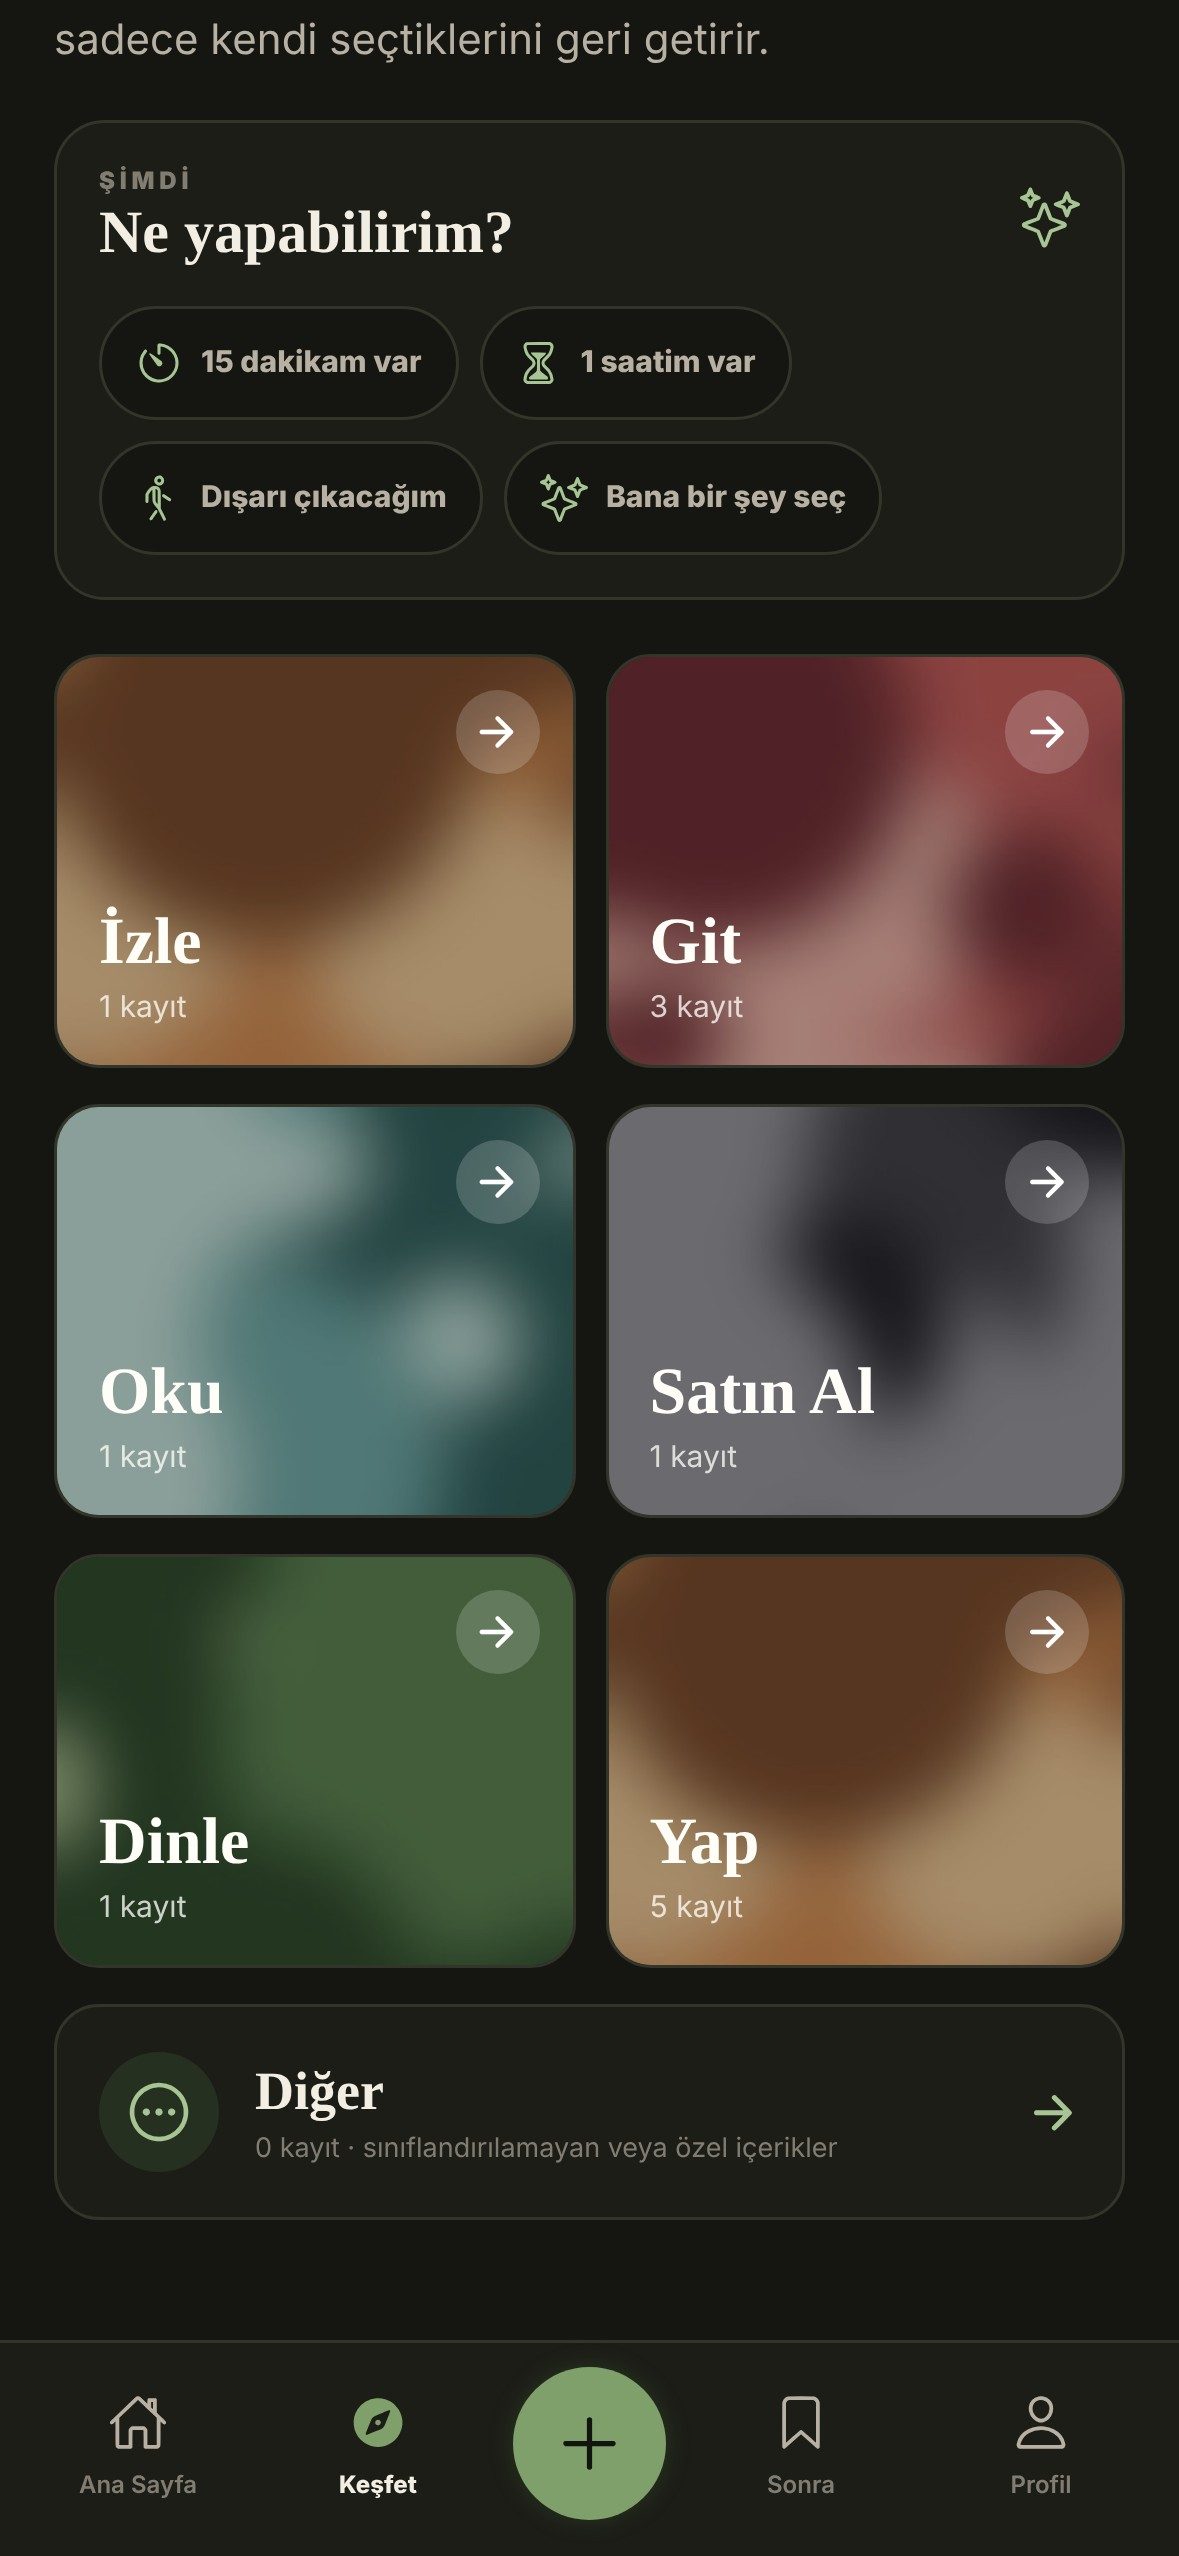 sadece kendi seçtiklerini geri getirir.
ŞİMDİ
Ne yapabilirim?
15 dakikam var
1 saatim var
Dışarı çıkacağım
Bana bir şey seç
İzle
1 kayıt
Git
3 kayıt
Oku
1 kayıt
Satın Al
1 kayıt
Dinle
1 kayıt
Yap
5 kayıt
Diğer
0 kayıt · sınıflandırılamayan veya özel içerikler
Ana Sayfa
Keşfet
Sonra
Profil